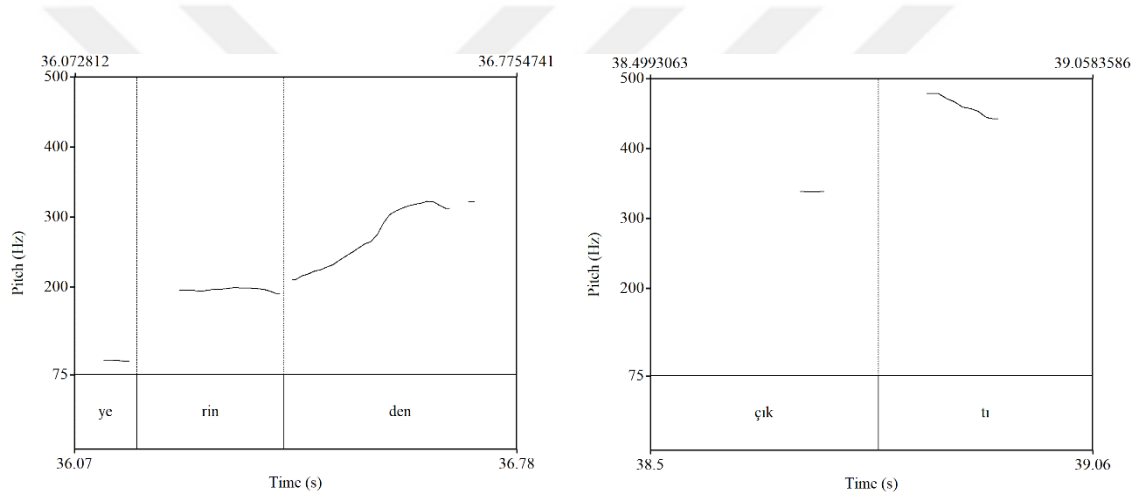 36.072812 36.7754741
500
400
300
200
75
Pitch (Hz)
ye rin den
36.07 36.78
Time (s)
38.4993063 39.0583586
500
400
300
200
75
Pitch (Hz)
çık tı
38.5 39.06
Time (s)